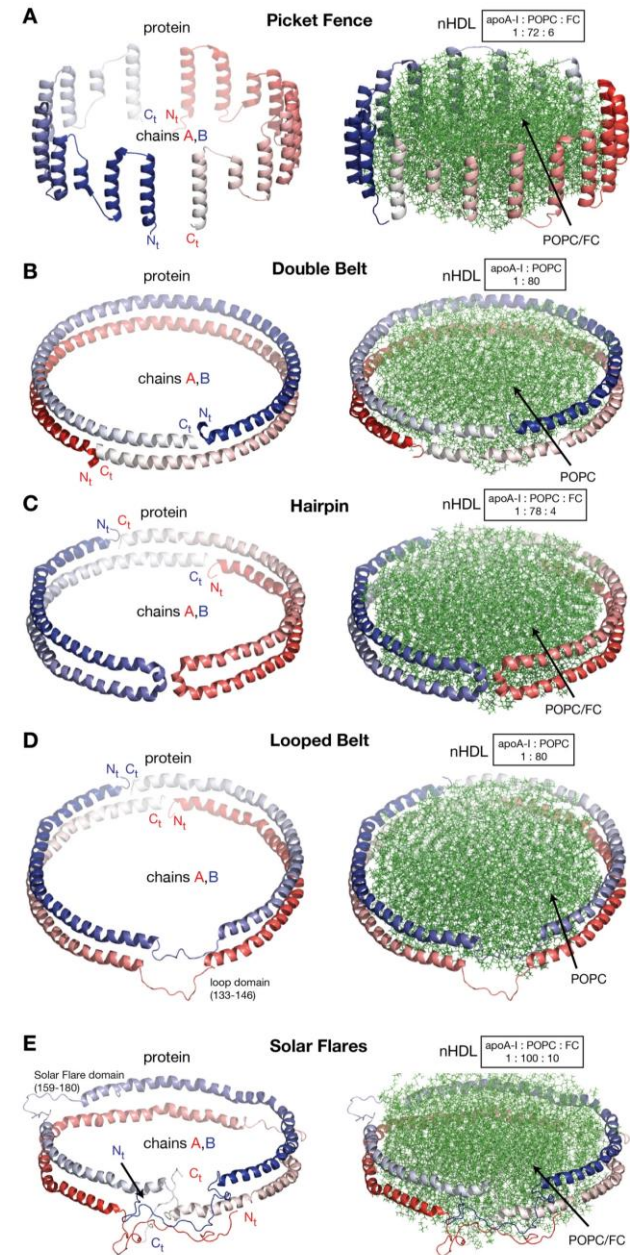 A
Picket Fence
protein
nHDL
apoA-I : POPC : FC
1 : 72 : 6
Ct Nt
chains A,B
Nt
Ct
POPC/FC
B
Double Belt
protein
nHDL
apoA-I : POPC
1 : 80
chains A,B
Nt
Ct
Nt Ct
POPC
C
Hairpin
protein
nHDL
apoA-I : POPC : FC
1 : 78 : 4
Nt Ct
Ct Nt
chains A,B
POPC/FC
D
Looped Belt
protein
nHDL
apoA-I : POPC
1 : 80
Nt Ct
Ct Nt
chains A,B
loop domain
(133-146)
POPC
E
Solar Flares
protein
nHDL
apoA-I : POPC : FC
1 : 100 : 10
Solar Flare domain
(159-180)
chains A,B
Nt
Ct
Nt
Ct
POPC/FC